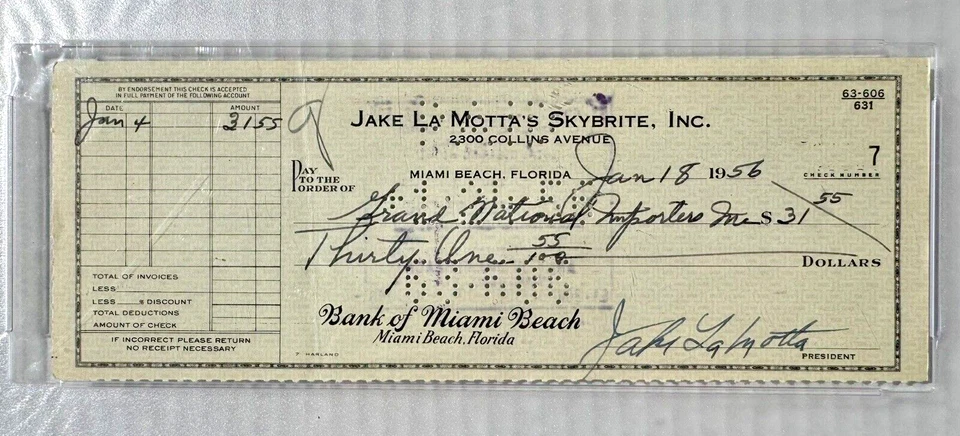 BY ENDORSEMENT THIS CHECK IS ACCEPTED
IN FULL PAYMENT OF THE FOLLOWING ACCOUNT
DATE AMOUNT
Jan 4 31 55
TOTAL OF INVOICES
LESS
LESS % DISCOUNT
TOTAL DEDUCTIONS
AMOUNT OF CHECK
IF INCORRECT PLEASE RETURN
NO RECEIPT NECESSARY
63-606
631
JAKE LA MOTTA'S SKYBRITE, INC.
2300 COLLINS AVENUE
7
CHECK NUMBER
MIAMI BEACH, FLORIDA Jan 18 1956
PAY
TO THE
ORDER OF Grand National Importers Inc $ 31 55
Thirty One 55/100 DOLLARS
Bank of Miami Beach
Miami Beach, Florida
Jake LaMotta
PRESIDENT
F HARLAND